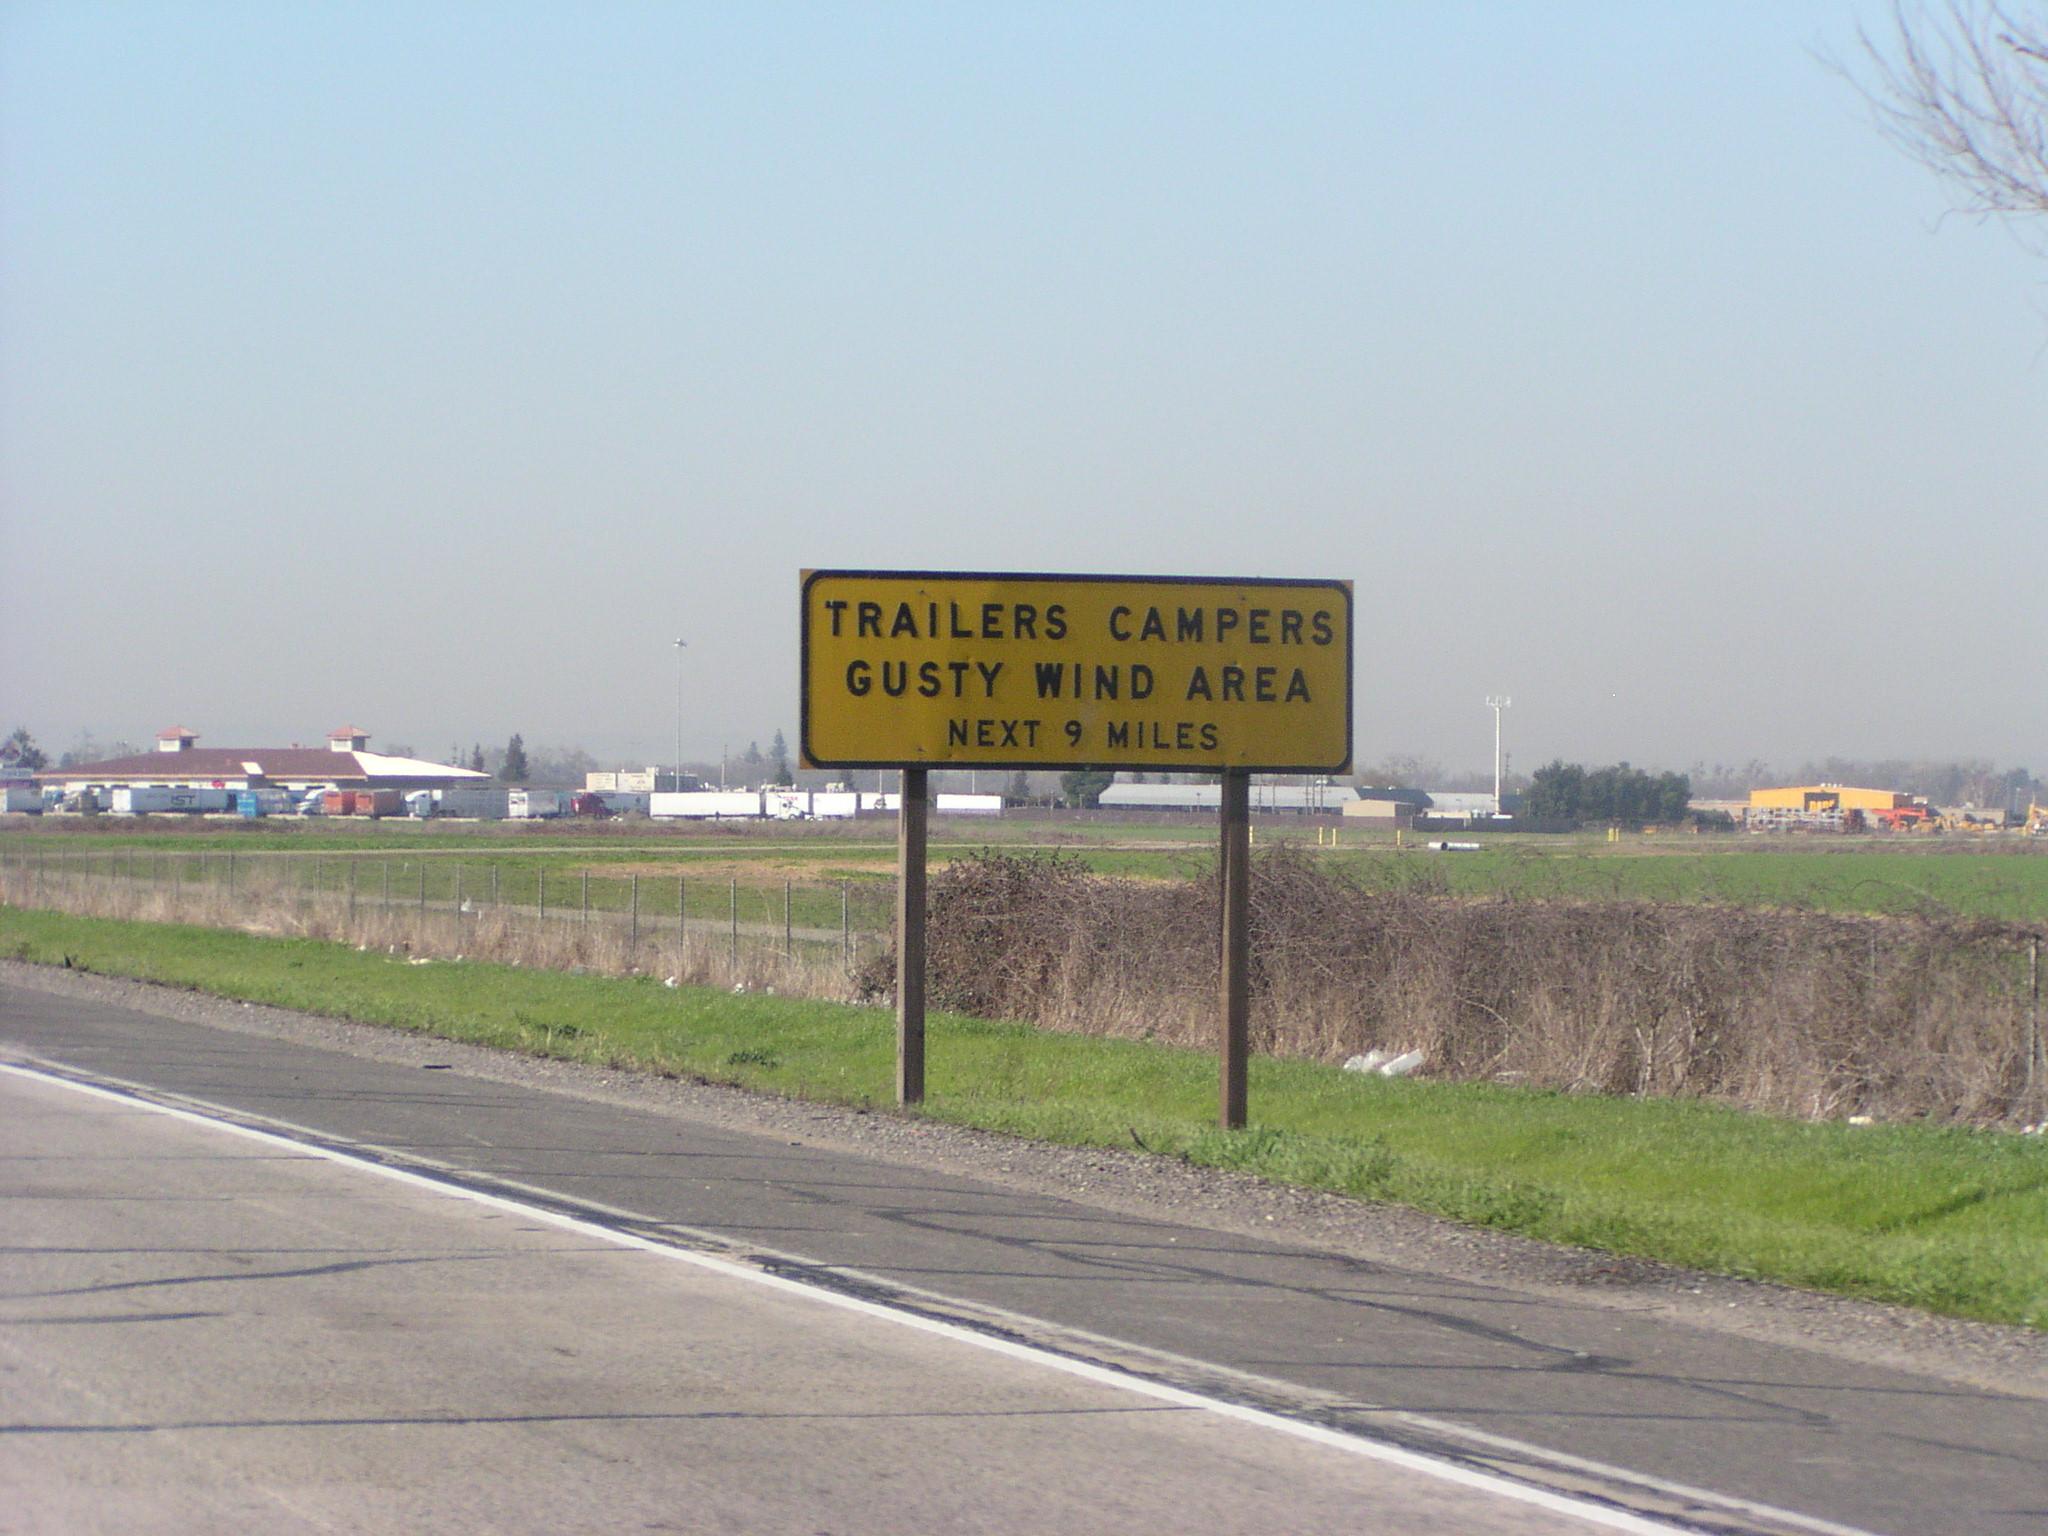 TRAILERS CAMPERS
GUSTY WIND AREA
NEXT 9 MILES